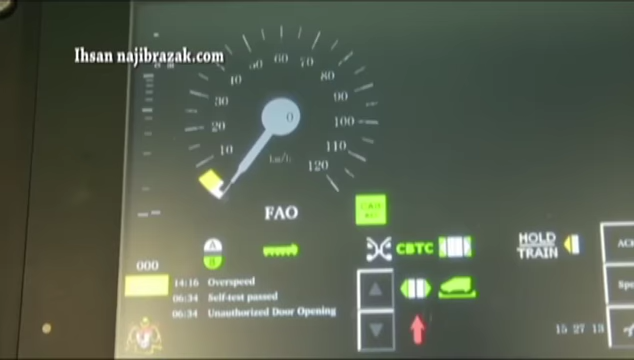 Ihsan najibrazak.com
60
50
70
40
80
30
90
20
0
100
10
km/h
110
120
FAO
A
B
CBTC
HOLD
TRAIN
000
14:16 Overspeed
06:34 Self-test passed
06:34 Unauthorized Door Opening
15 27 13